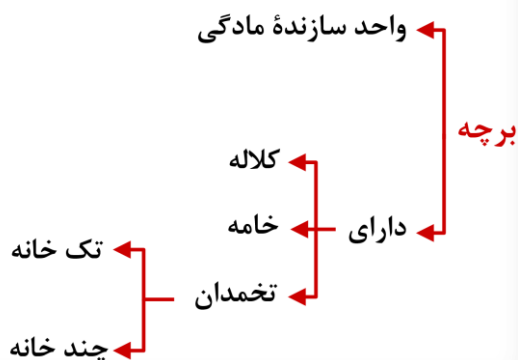 برچه
واحد سازندهٔ مادگی
دارای
کلاله
خامه
تخمدان
تک خانه
چند خانه